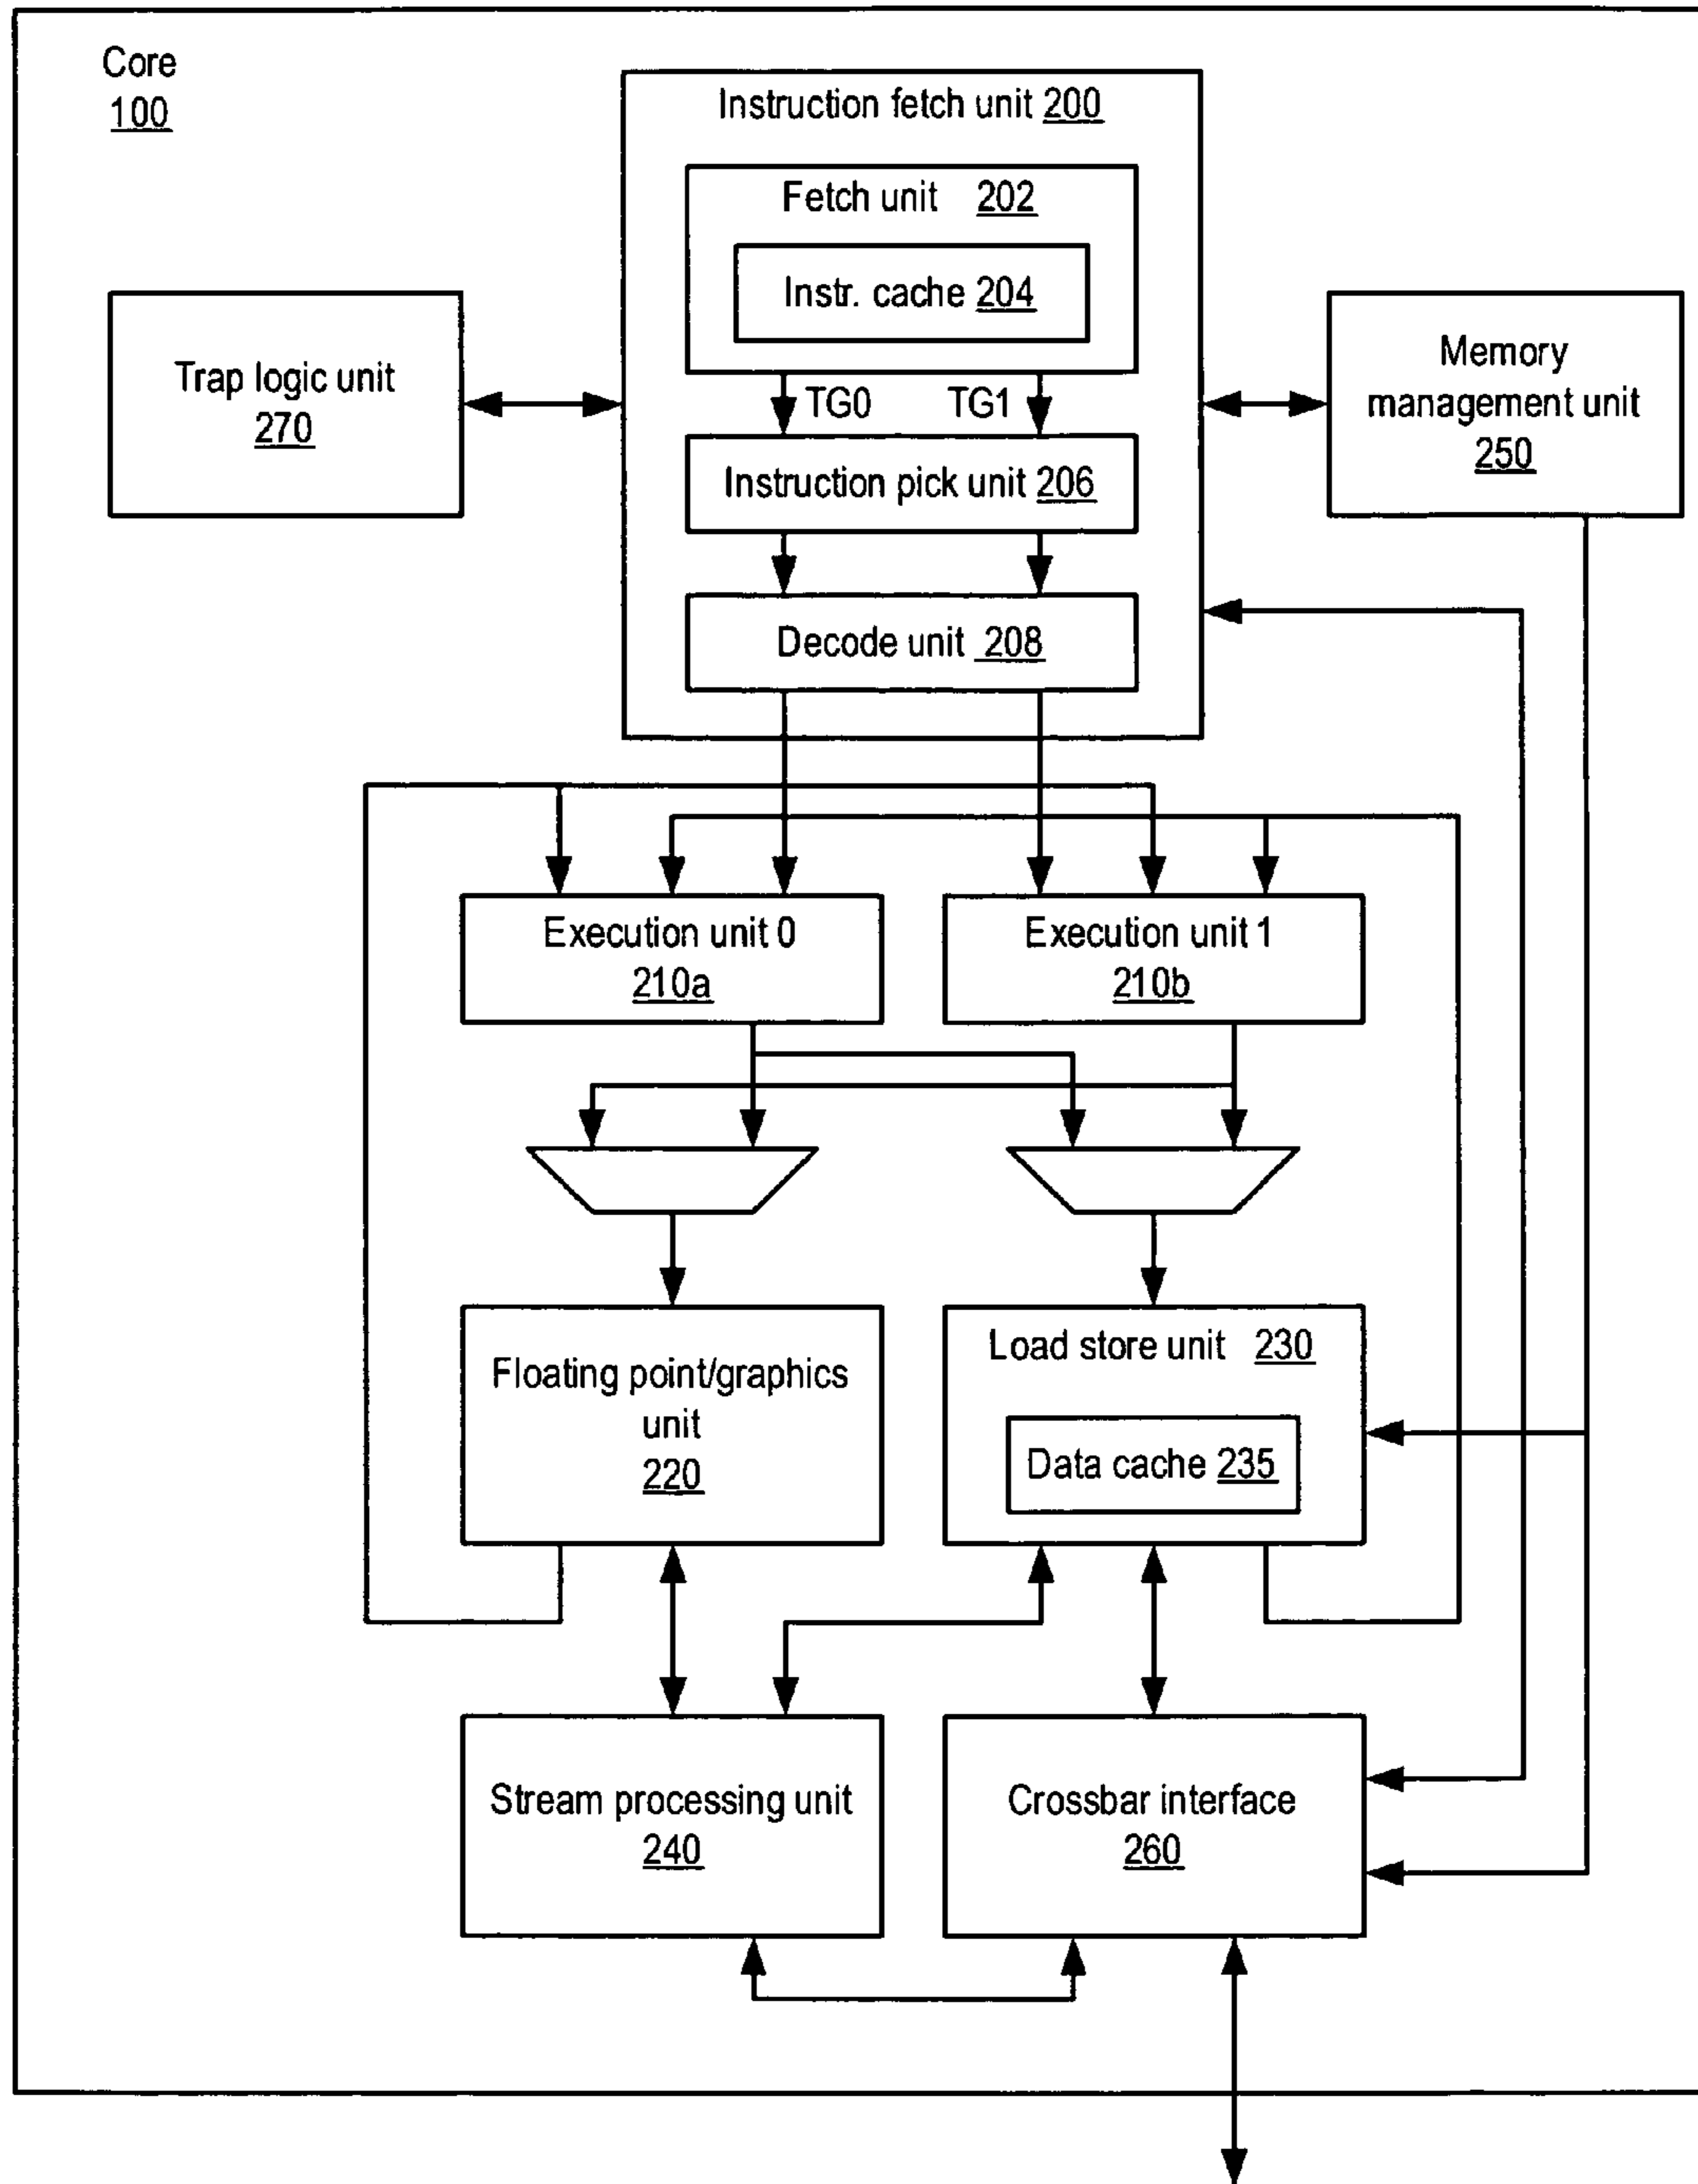 Core
100
Instruction fetch unit 200
Fetch unit 202
Instr. cache 204
Trap logic unit
270
Memory
management unit
250
TG0 TG1
Instruction pick unit 206
Decode unit 208
Execution unit 0
210a
Execution unit 1
210b
Floating point/graphics
unit
220
Load store unit 230
Data cache 235
Stream processing unit
240
Crossbar interface
260